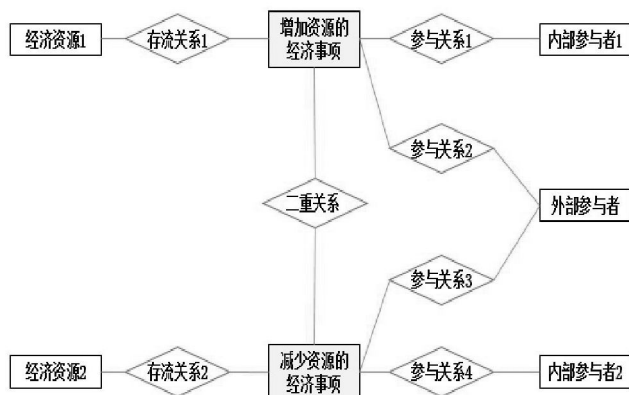 经济资源1
存流关系1
增加资源的
经济事项
参与关系1
内部参与者1
参与关系2
二重关系
外部参与者
参与关系3
经济资源2
存流关系2
减少资源的
经济事项
参与关系4
内部参与者2